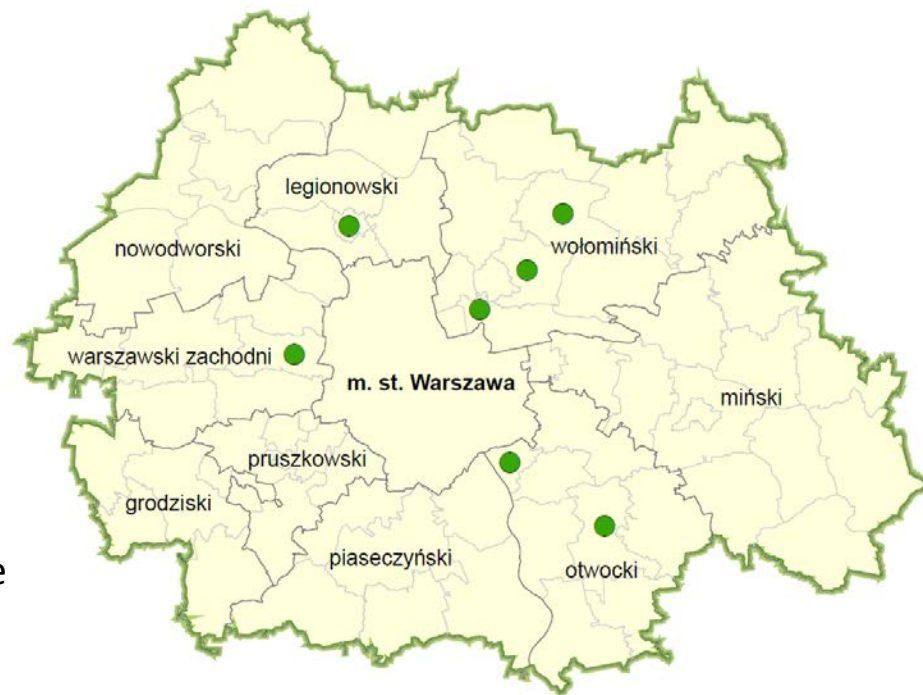 legionowski
nowodworski
wołomiński
warszawski zachodni
m. st. Warszawa
miński
pruszkowski
grodziski
piaseczyński
otwocki
e